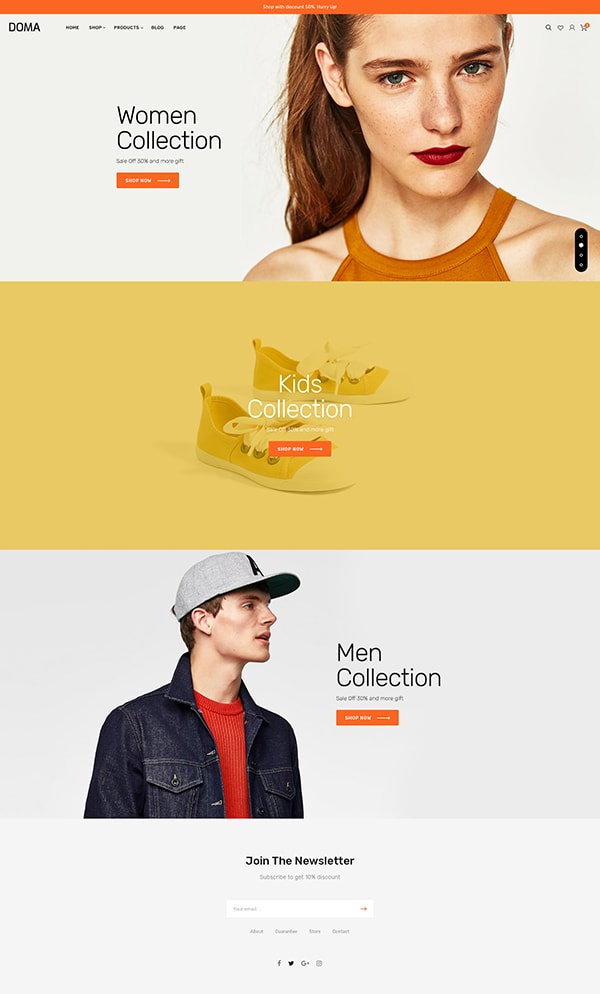 Shop with discount 50%. Hurry Up!
DOMA
HOME SHOP PRODUCTS BLOG PAGE
Women
Collection
Sale Off 30% and more gift
SHOP NOW
Kids
Collection
Sale Off 30% and more gift
SHOP NOW
A
Men
Collection
Sale Off 30% and more gift
SHOP NOW
Join The Newsletter
Subscribe to get 10% discount
Your email...
About Guarantee Store Contact